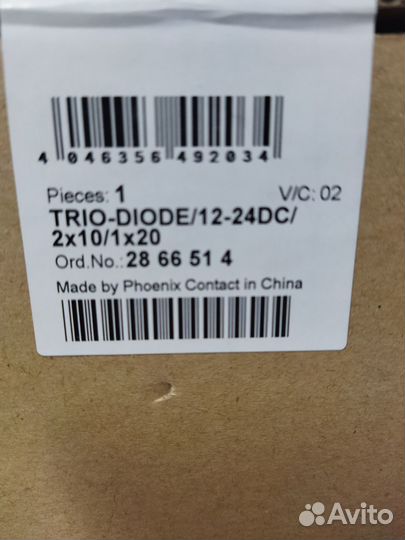 4 046356 492034
Pieces: 1 V/C: 02
TRIO-DIODE/12-24DC/
2x10/1x20
Ord.No.: 28 66 51 4
Made by Phoenix Contact in China
Avito